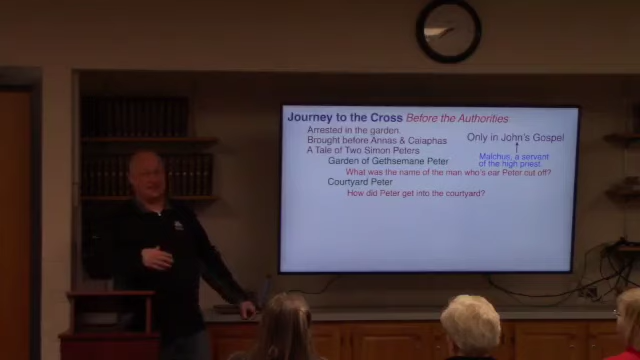 Journey to the Cross Before the Authorities
Arrested in the garden.
Brought before Annas & Caiaphas
Only in John's Gospel
A Tale of Two Simon Peters
Garden of Gethsemane Peter
Malchus, a servant
of the high priest.
What was the name of the man who's ear Peter cut off?
Courtyard Peter
How did Peter get into the courtyard?